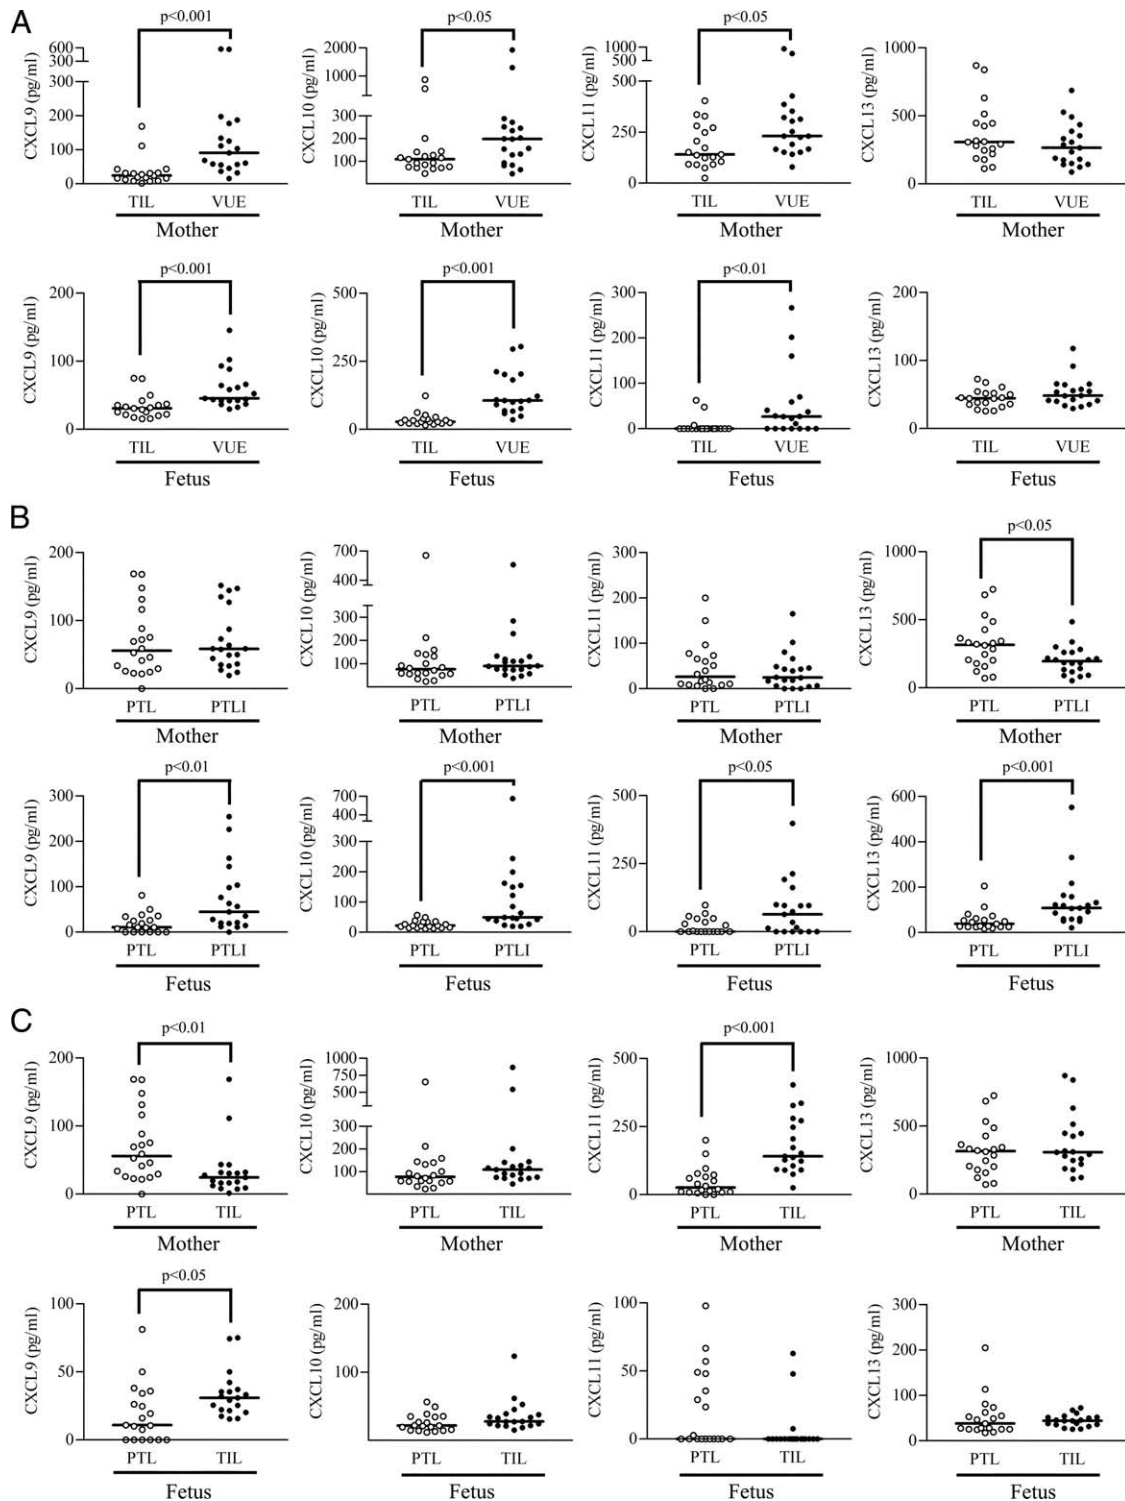 A
p<0.001 p<0.05 p<0.05
CXCL9 (pg/ml) 600 300 300 200 100 0
CXCL10 (pg/ml) 2000 1000 300 200 100
CXCL11 (pg/ml) 1000 500 500 250 0
CXCL13 (pg/ml) 1000 500 0
TIL VUE TIL VUE TIL VUE TIL VUE
Mother Mother Mother Mother
p<0.001 p<0.001 p<0.01
CXCL9 (pg/ml) 200 100 0
CXCL10 (pg/ml) 500 250 0
CXCL11 (pg/ml) 300 200 100 0
CXCL13 (pg/ml) 200 100 0
TIL VUE TIL VUE TIL VUE TIL VUE
Fetus Fetus Fetus Fetus
B
p<0.05
CXCL9 (pg/ml) 200 100 0
CXCL10 (pg/ml) 700 400 300 200 100
CXCL11 (pg/ml) 300 200 100 0
CXCL13 (pg/ml) 1000 500 0
PTL PTLI PTL PTLI PTL PTLI PTL PTLI
Mother Mother Mother Mother
p<0.01 p<0.001 p<0.05 p<0.001
CXCL9 (pg/ml) 300 200 100 0
CXCL10 (pg/ml) 700 400 300 200 100 0
CXCL11 (pg/ml) 500 250 0
CXCL13 (pg/ml) 600 400 200 0
PTL PTLI PTL PTLI PTL PTLI PTL PTLI
Fetus Fetus Fetus Fetus
C
p<0.01 p<0.001
CXCL9 (pg/ml) 200 100 0
CXCL10 (pg/ml) 1000 750 500 300 200 100
CXCL11 (pg/ml) 500 250 0
CXCL13 (pg/ml) 1000 500 0
PTL TIL PTL TIL PTL TIL PTL TIL
Mother Mother Mother Mother
p<0.05
CXCL9 (pg/ml) 100 50 0
CXCL10 (pg/ml) 200 100
CXCL11 (pg/ml) 100 50 0
CXCL13 (pg/ml) 300 200 100 0
PTL TIL PTL TIL PTL TIL PTL TIL
Fetus Fetus Fetus Fetus